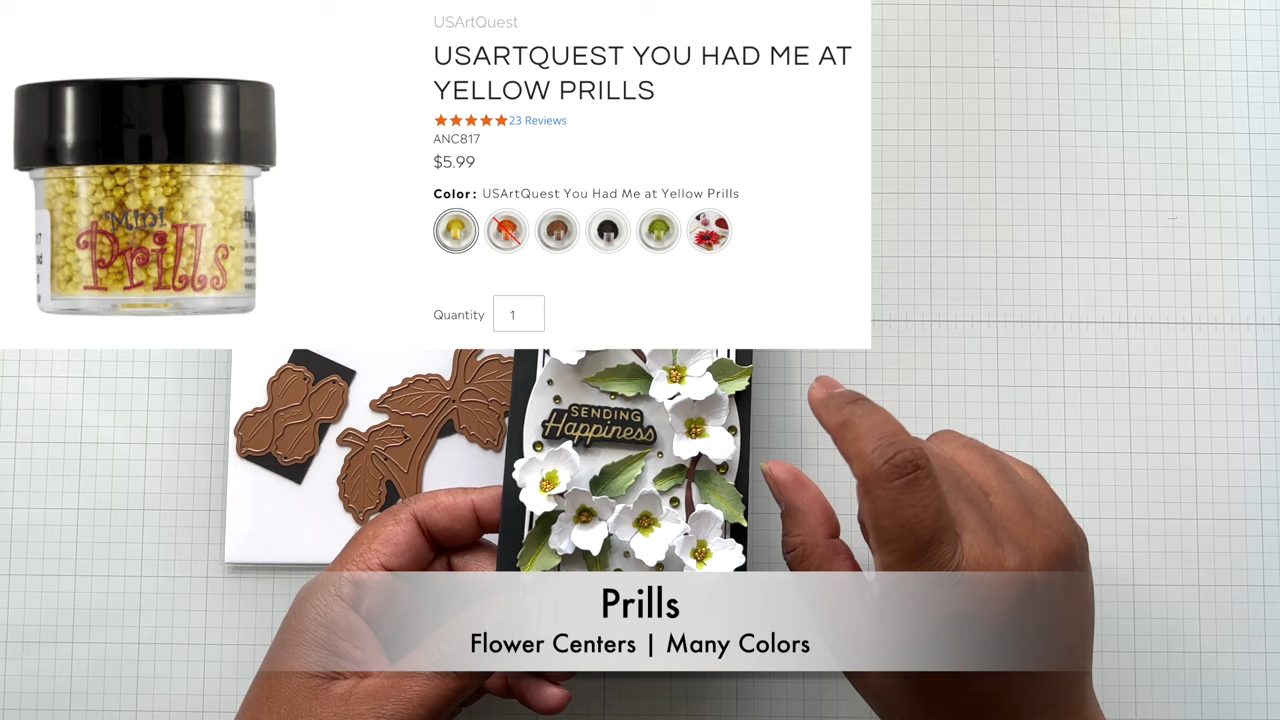 USArtQuest
USARTQUEST YOU HAD ME AT
YELLOW PRILLS
23 Reviews
ANC817
$5.99
Color: USArtQuest You Had Me at Yellow Prills
Quantity 1
Mini
Prills
SENDING
Happiness
Prills
Flower Centers | Many Colors